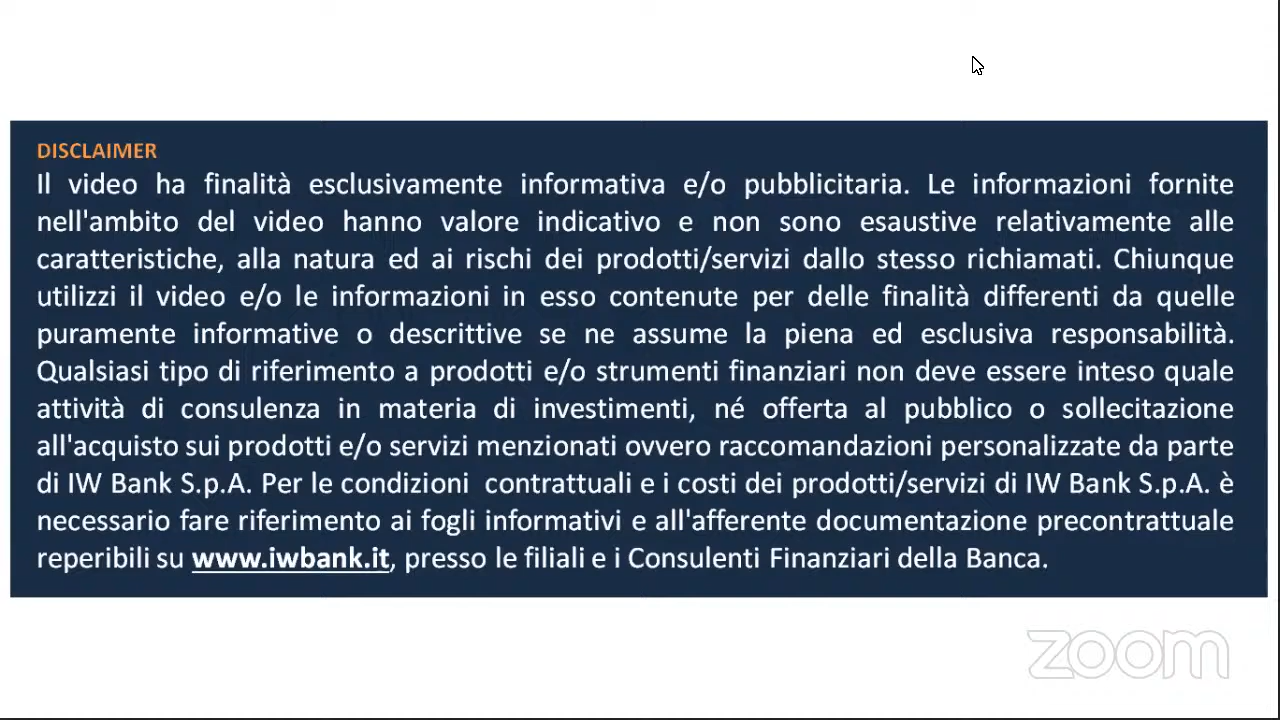 DISCLAIMER
Il video ha finalità esclusivamente informativa e/o pubblicitaria. Le informazioni fornite
nell'ambito del video hanno valore indicativo e non sono esaustive relativamente alle
caratteristiche, alla natura ed ai rischi dei prodotti/servizi dallo stesso richiamati. Chiunque
utilizzi il video e/o le informazioni in esso contenute per delle finalità differenti da quelle
puramente informative o descrittive se ne assume la piena ed esclusiva responsabilità.
Qualsiasi tipo di riferimento a prodotti e/o strumenti finanziari non deve essere inteso quale
attività di consulenza in materia di investimenti, né offerta al pubblico o sollecitazione
all'acquisto sui prodotti e/o servizi menzionati ovvero raccomandazioni personalizzate da parte
di IW Bank S.p.A. Per le condizioni contrattuali e i costi dei prodotti/servizi di IW Bank S.p.A. è
necessario fare riferimento ai fogli informativi e all'afferente documentazione precontrattuale
reperibili su www.iwbank.it, presso le filiali e i Consulenti Finanziari della Banca.
zoom